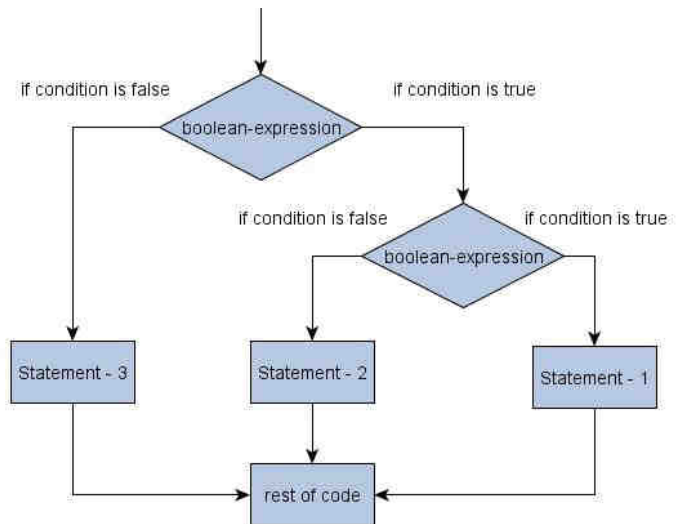 if condition is false
if condition is true
boolean-expression
if condition is false
if condition is true
boolean-expression
Statement - 3
Statement - 2
Statement - 1
rest of code